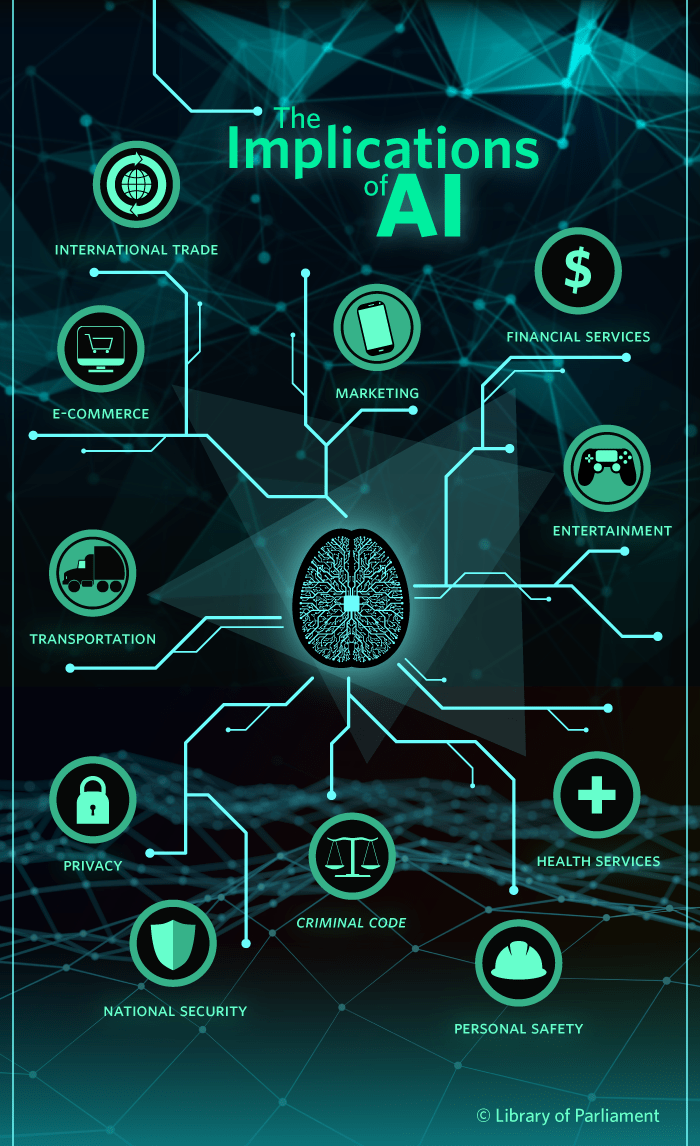 The
Implications
of AI
INTERNATIONAL TRADE
$
FINANCIAL SERVICES
MARKETING
E-COMMERCE
ENTERTAINMENT
TRANSPORTATION
PRIVACY
HEALTH SERVICES
CRIMINAL CODE
NATIONAL SECURITY
PERSONAL SAFETY
© Library of Parliament